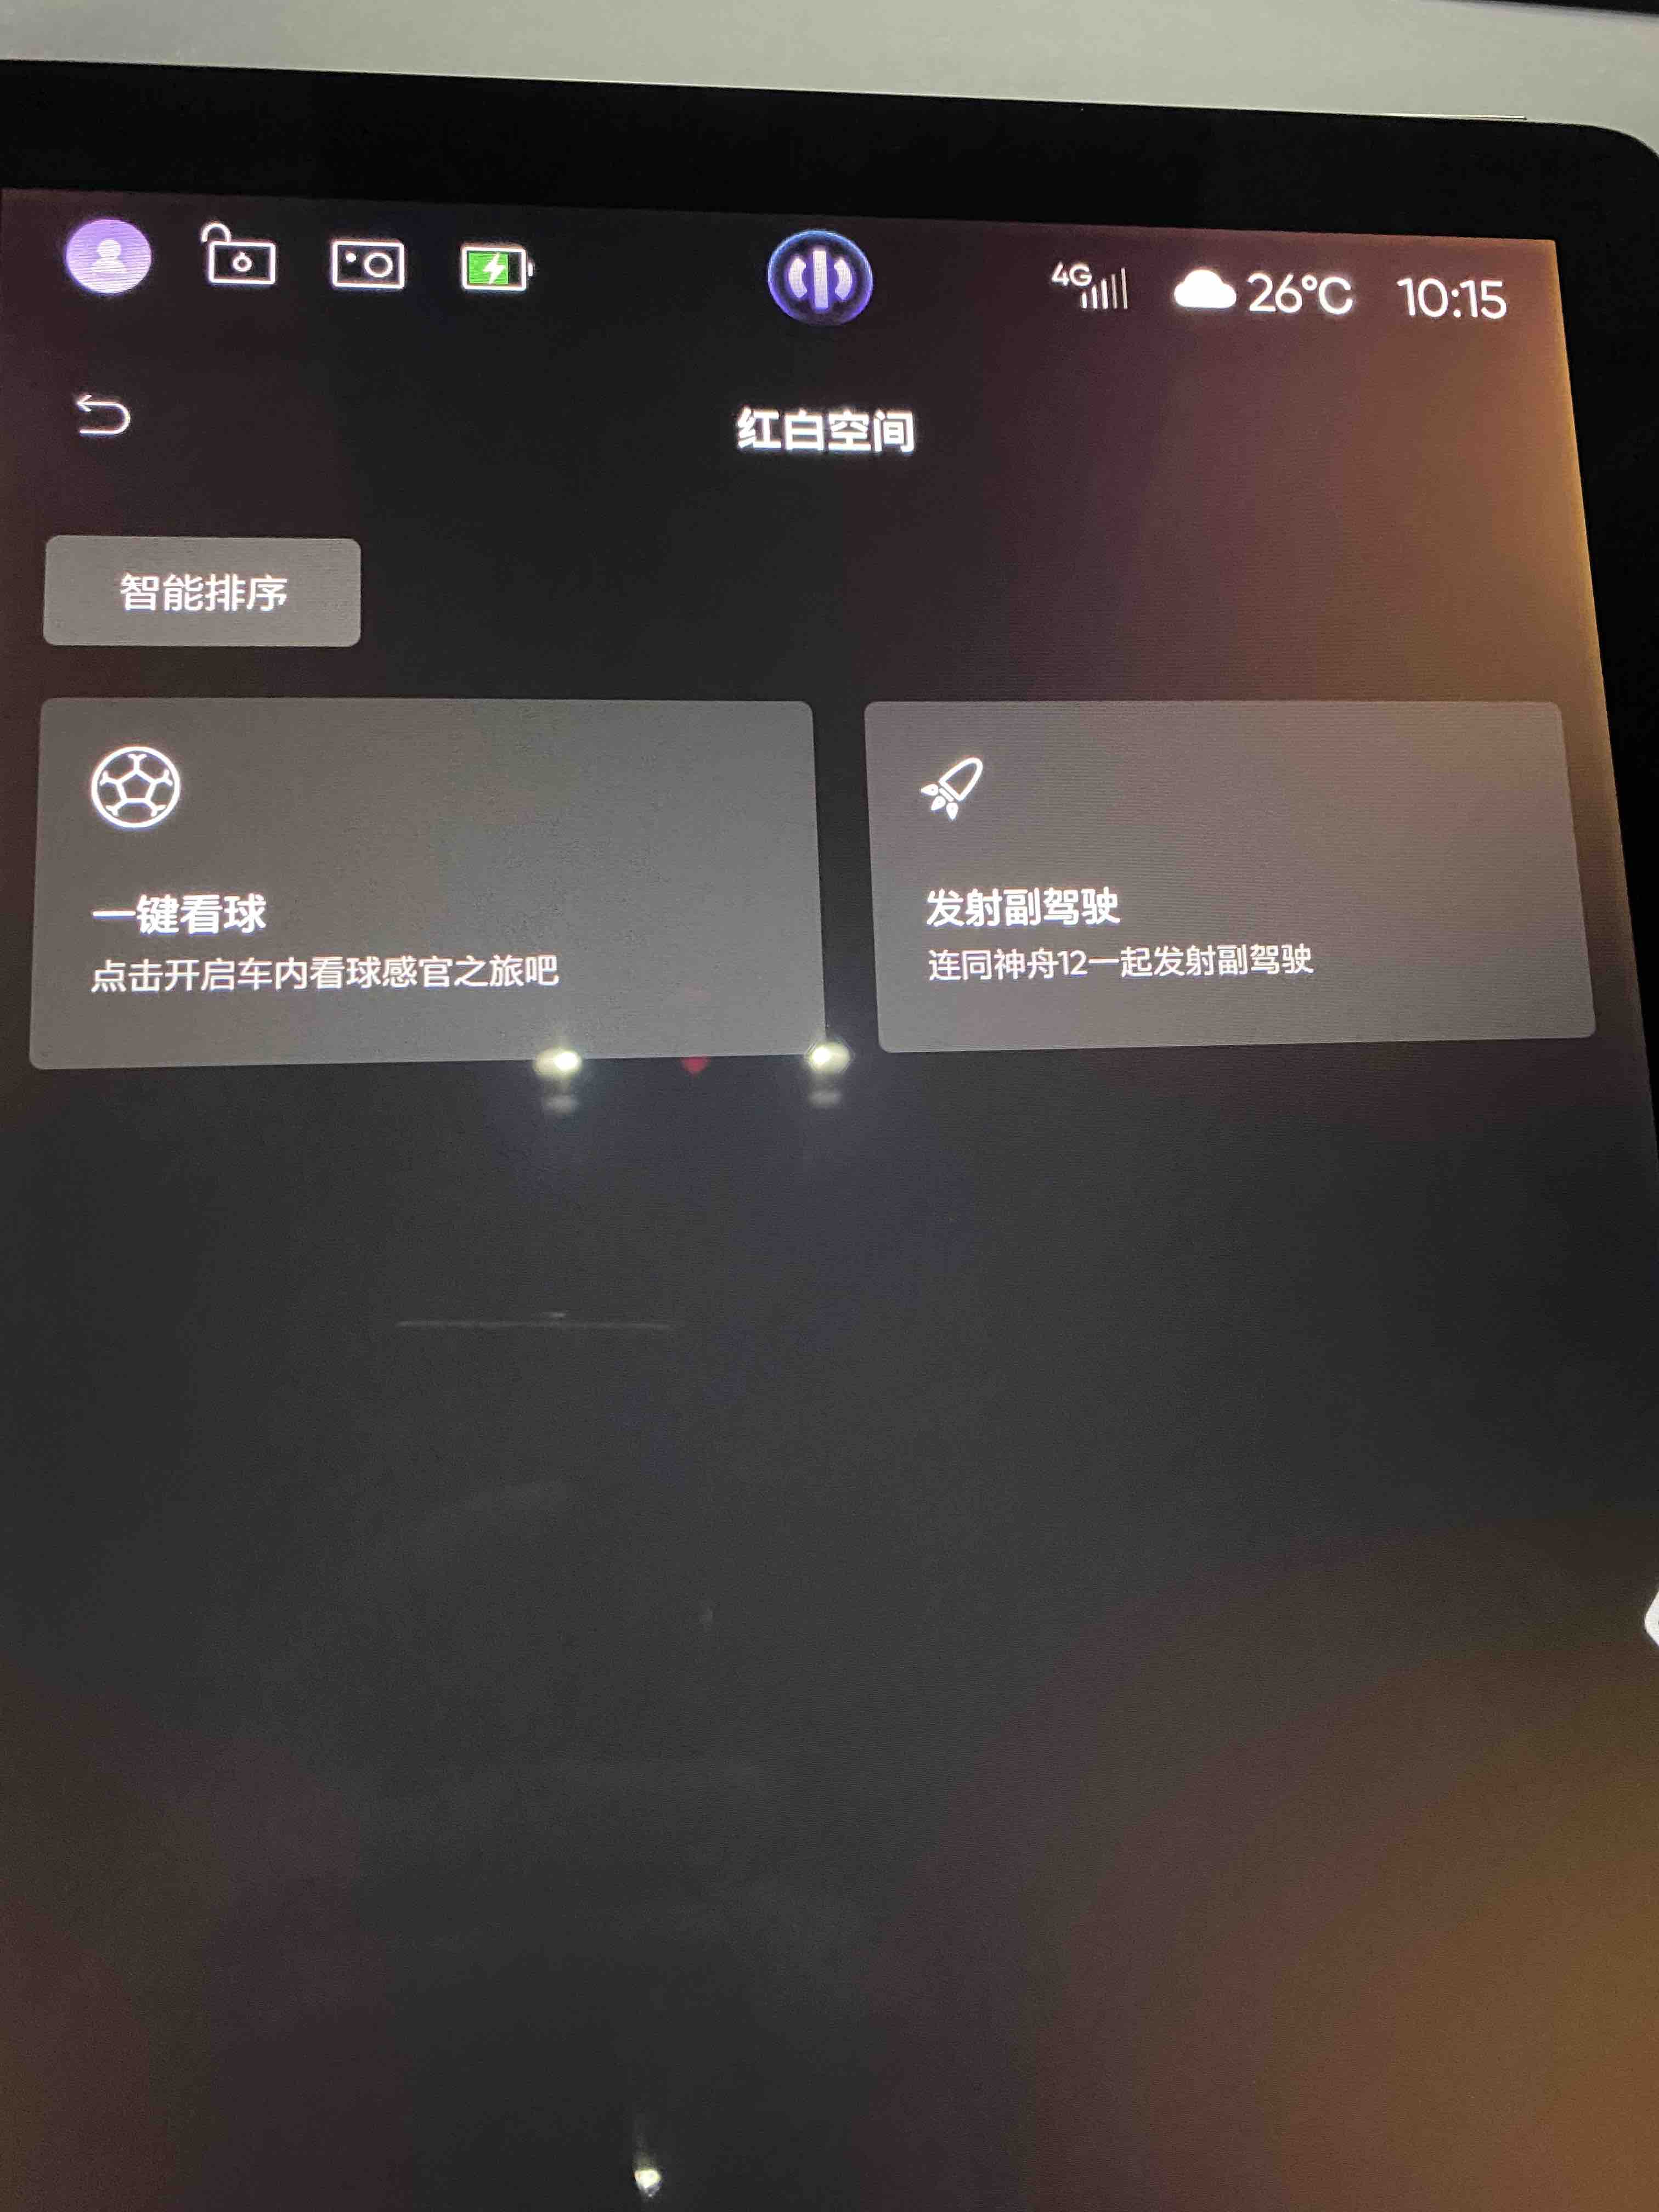 4G 26°C 10:15
红白空间
智能排序
一键看球
点击开启车内看球感官之旅吧
发射副驾驶
连同神舟12一起发射副驾驶